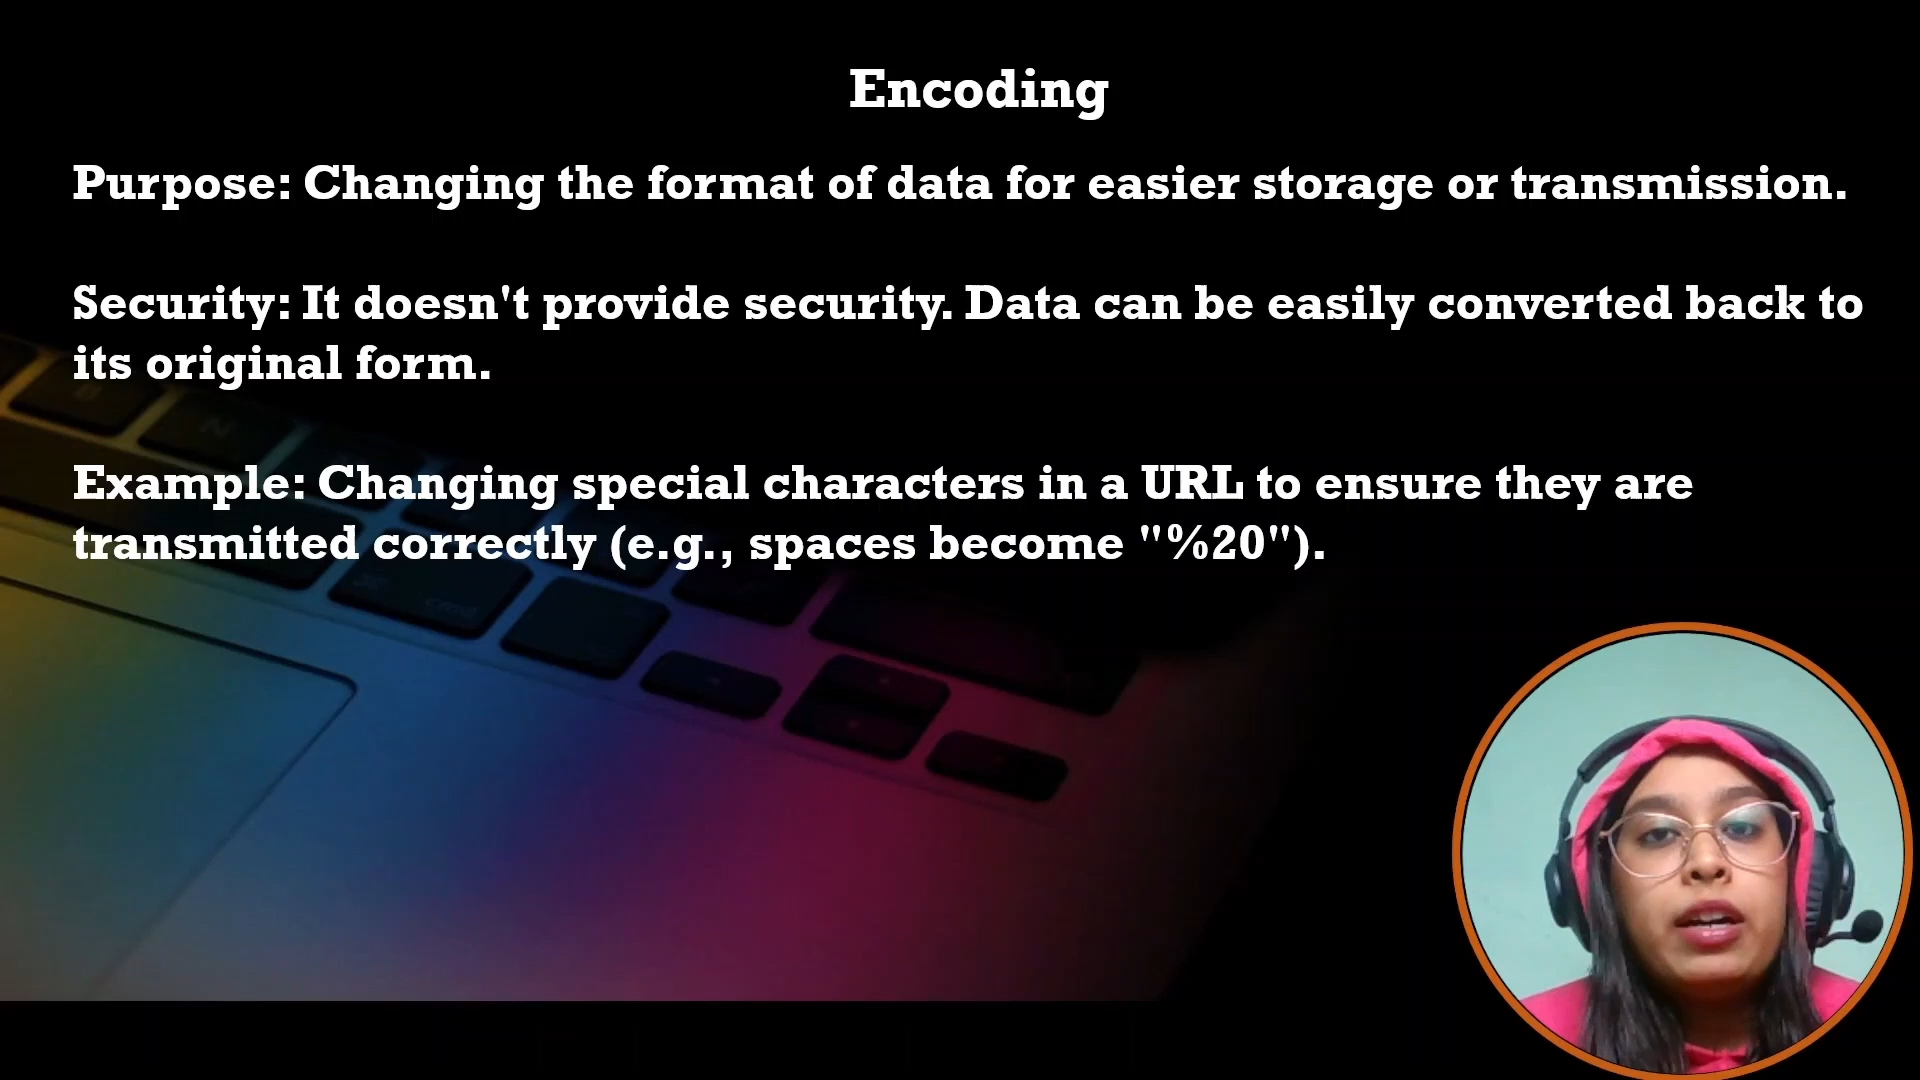 Encoding
Purpose: Changing the format of data for easier storage or transmission.
Security: It doesn't provide security. Data can be easily converted back to
its original form.
Example: Changing special characters in a URL to ensure they are
transmitted correctly (e.g., spaces become "%20").
N
cmd